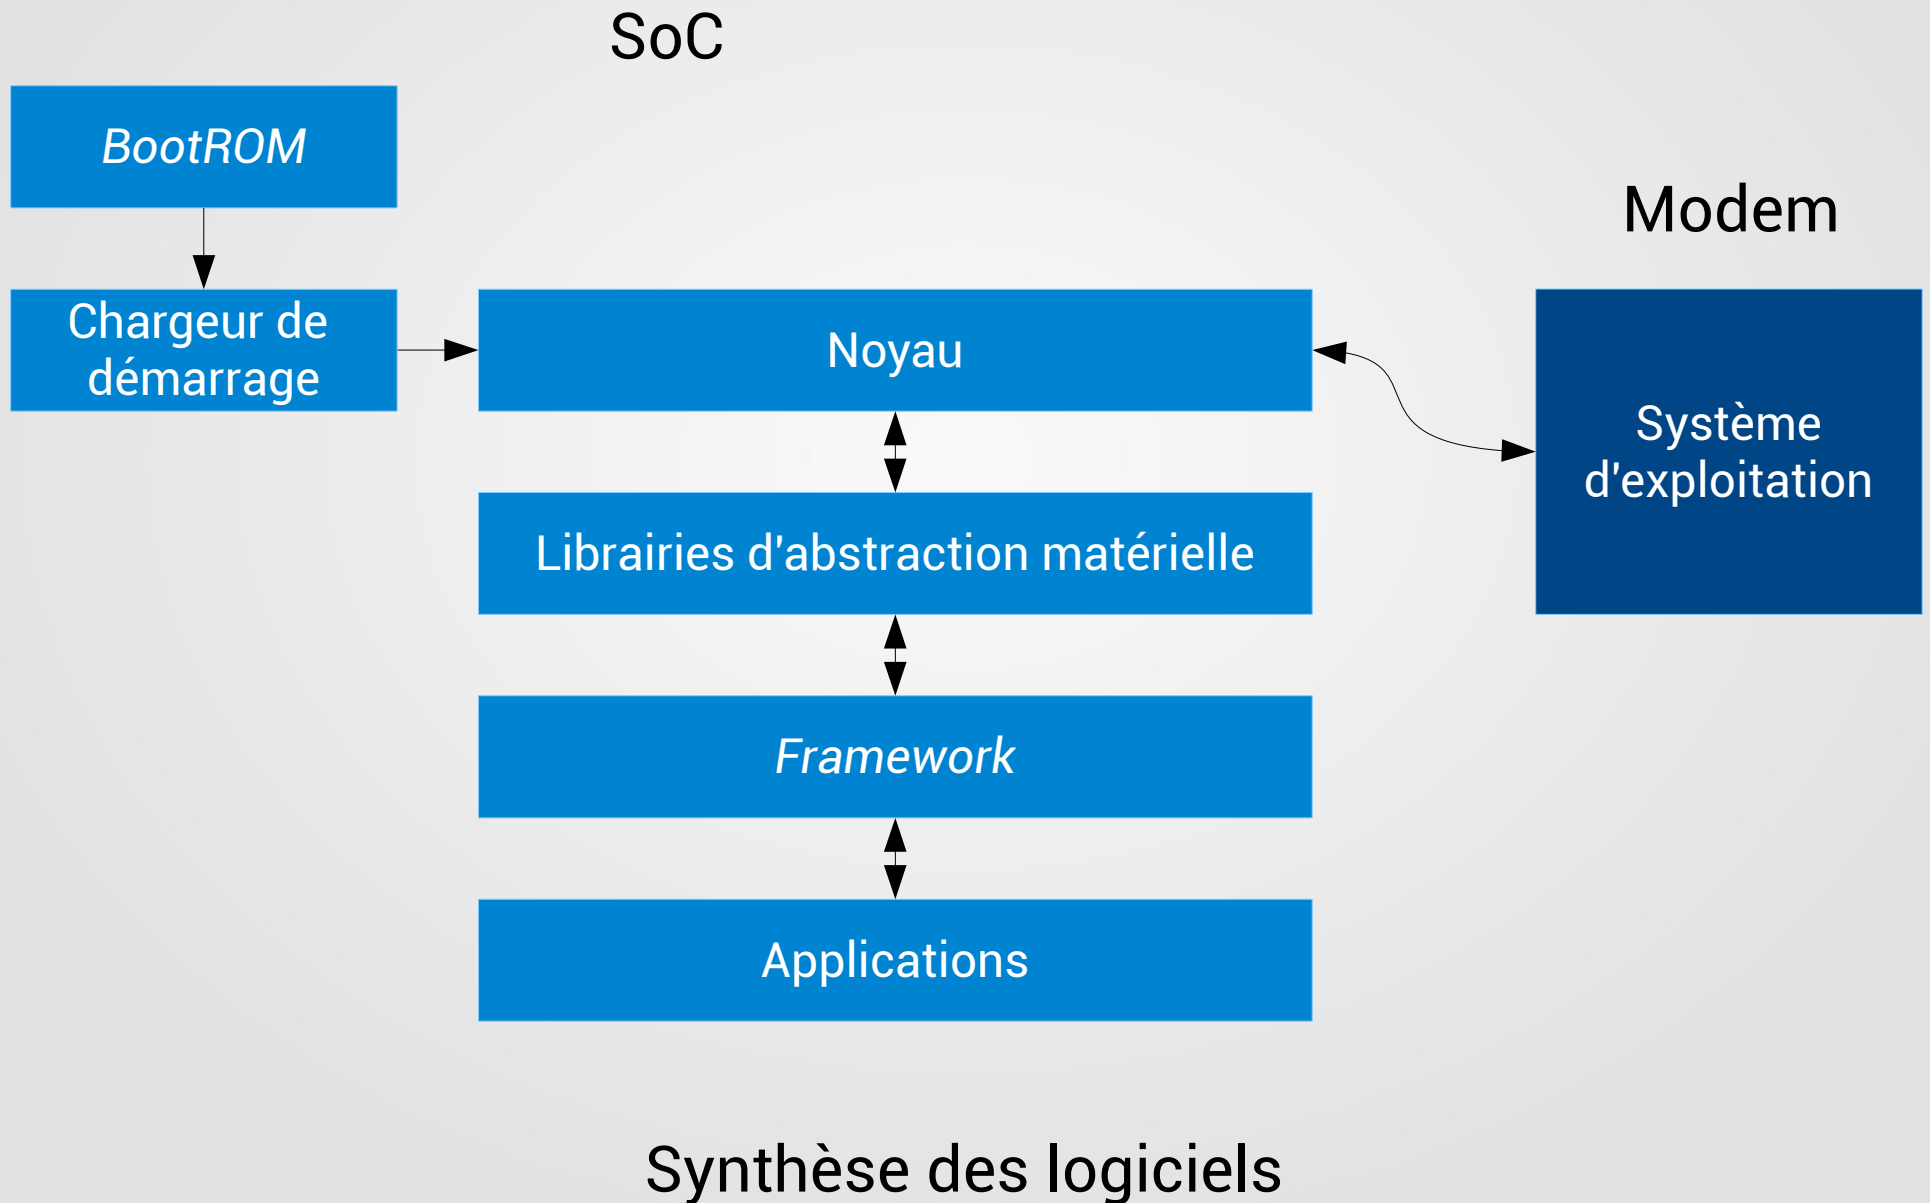 SoC
BootROM
Modem
Chargeur de
démarrage
Noyau
Système
d'exploitation
Librairies d'abstraction matérielle
Framework
Applications
Synthèse des logiciels